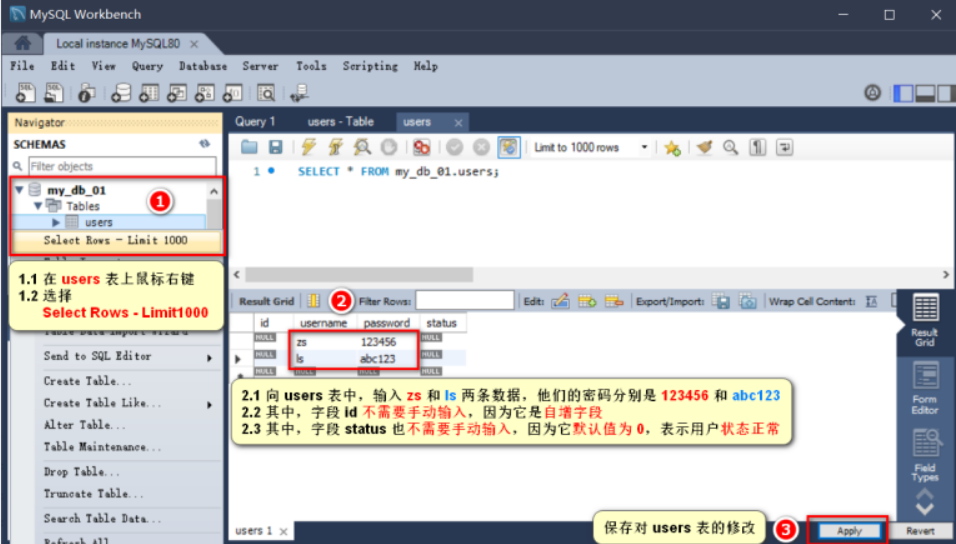 MySQL Workbench
Local instance MySQL80 ×
File Edit View Query Database Server Tools Scripting Help
Navigator
SCHEMAS
Filter objects
my_db_01
Tables
users
Select Rows - Limit 1000
1
1.1 在 users 表上鼠标右键
1.2 选择
Select Rows - Limit1000
Table Data Import Wizard
Send to SQL Editor
Create Table...
Create Table Like...
Alter Table...
Table Maintenance...
Drop Table...
Truncate Table...
Search Table Data...
Refresh All
Query 1 users - Table users ×
Limit to 1000 rows
1 SELECT * FROM my_db_01.users;
Result Grid 2 Filter Rows: Edit: Export/Import: Wrap Cell Content:
id username password status
NULL zs 123456 NULL
NULL ls abc123 NULL
NULL NULL NULL NULL
2.1 向 users 表中，输入 zs 和 ls 两条数据，他们的密码分别是 123456 和 abc123
2.2 其中，字段 id 不需要手动输入，因为它是自增字段
2.3 其中，字段 status 也不需要手动输入，因为它默认值为 0，表示用户状态正常
Result
Grid
Form
Editor
Field
Types
users 1 ×
保存对 users 表的修改
3
Apply
Revert